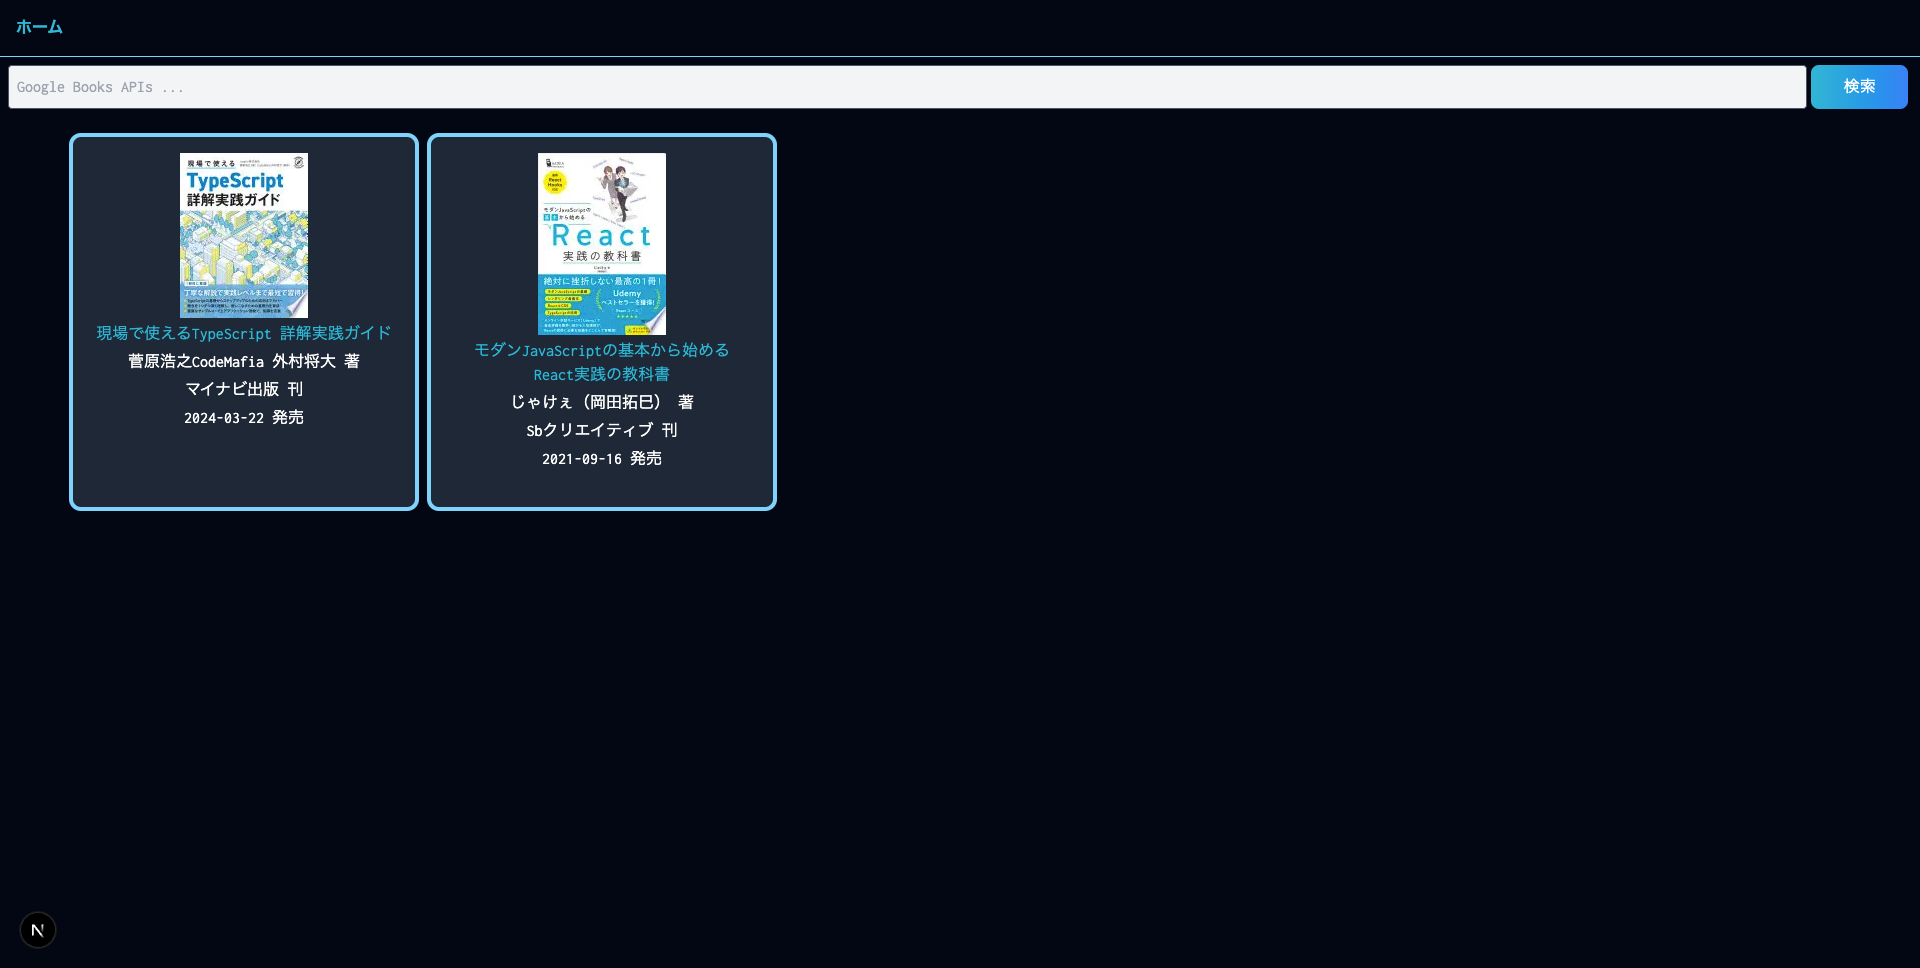 ホーム
Google Books APIs ...
検索
現場で使える
TypeScript
詳解実践ガイド
丁寧な解説で実践レベルまで最短で習得!
現場で使えるTypeScript 詳解実践ガイド
菅原浩之CodeMafia 外村将大 著
マイナビ出版 刊
2024-03-22 発売
React
Hooks
モダンJavaScriptの
基本から始める
React
実践の教科書
絶対に挫折しない最高の1冊!
Udemy
ベストセラーを獲得!
モダンJavaScriptの基本から始める
React実践の教科書
じゃけぇ(岡田拓巳) 著
Sbクリエイティブ 刊
2021-09-16 発売
N